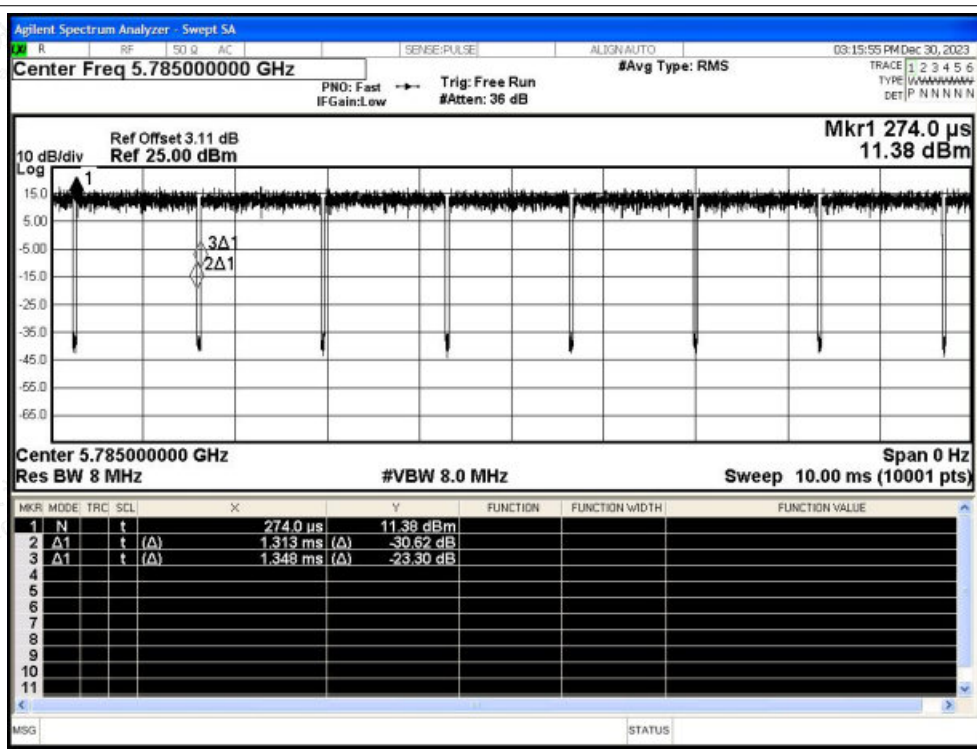 Agilent Spectrum Analyzer - Swept SA
R RF 50 Ω AC SENSE:PULSE ALIGN AUTO 03:15:55 PM Dec 30, 2023
Center Freq 5.785000000 GHz #Avg Type: RMS TRACE 1 2 3 4 5 6
PNO: Fast Trig: Free Run TYPE
IFGain:Low #Atten: 36 dB DET P N N N N N
Mkr1 274.0 µs
Ref Offset 3.11 dB
10 dB/div Ref 25.00 dBm 11.38 dBm
Log
1
15.0
5.00
3Δ1
-5.00
2Δ1
-15.0
-25.0
-35.0
-45.0
-55.0
-65.0
Center 5.785000000 GHz Span 0 Hz
Res BW 8 MHz #VBW 8.0 MHz Sweep 10.00 ms (10001 pts)
MKR MODE TRC SCL X Y FUNCTION FUNCTION WIDTH FUNCTION VALUE
1 N t 274.0 µs 11.38 dBm
2 Δ1 t (Δ) 1.313 ms (Δ) -30.62 dB
3 Δ1 t (Δ) 1.348 ms (Δ) -23.30 dB
4
5
6
7
8
9
10
11
MSG STATUS